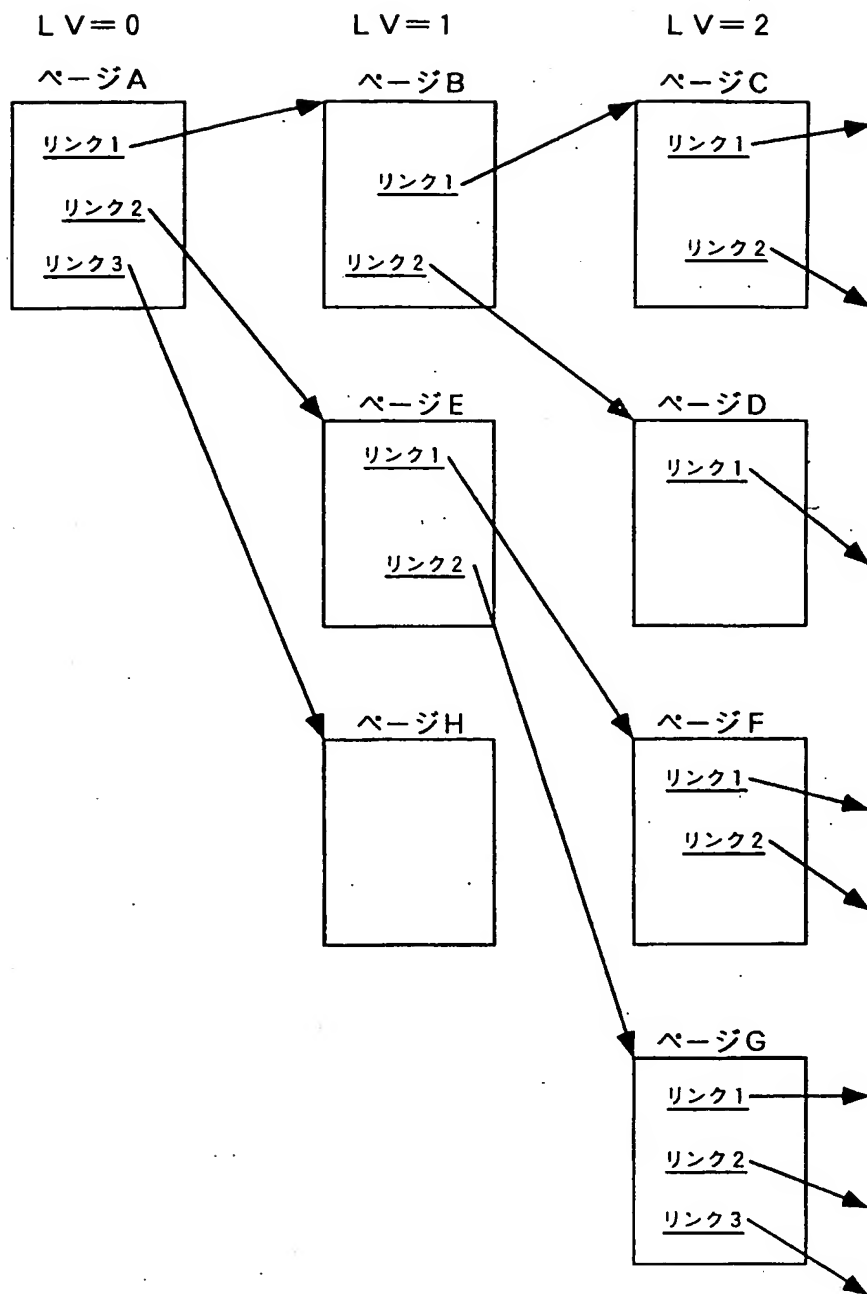 LV=0
LV=1
LV=2
ページA
リンク1
リンク2
リンク3
ページB
リンク1
リンク2
ページC
リンク1
リンク2
ページE
リンク1
リンク2
ページD
リンク1
ページH
ページF
リンク1
リンク2
ページG
リンク1
リンク2
リンク3